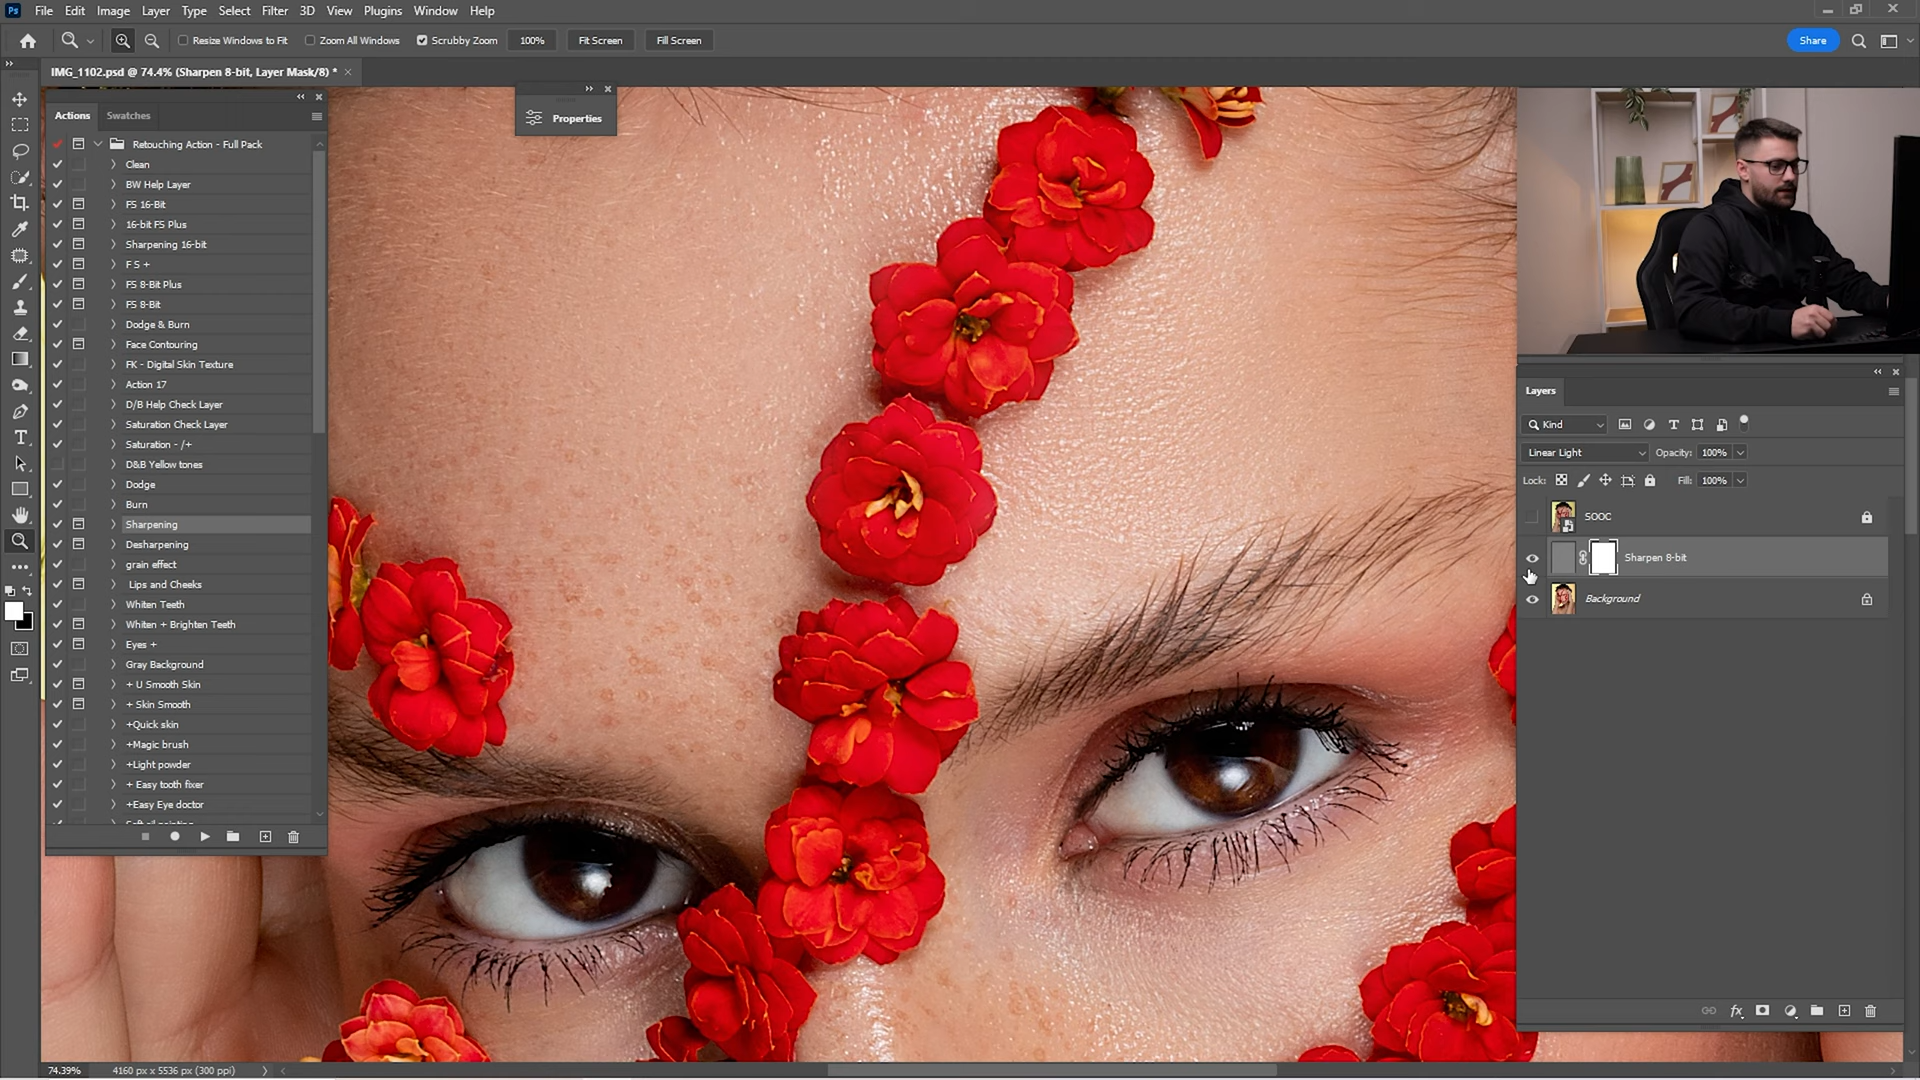 Ps File Edit Image Layer Type Select Filter 3D View Plugins Window Help
Resize Windows to Fit Zoom All Windows Scrubby Zoom 100% Fit Screen Fill Screen Share
IMG_1102.psd @ 74.4% (Sharpen 8-bit, Layer Mask/8) *
Properties
Actions Swatches
Retouching Action - Full Pack
Clean
BW Help Layer
FS 16-Bit
16-bit FS Plus
Sharpening 16-bit
F S +
FS 8-Bit Plus
FS 8-Bit
Dodge & Burn
Face Contouring
FK - Digital Skin Texture
Action 17
D/B Help Check Layer
Saturation Check Layer
Saturation - /+
D&B Yellow tones
Dodge
Burn
Sharpening
Desharpening
grain effect
Lips and Cheeks
Whiten Teeth
Whiten + Brighten Teeth
Eyes +
Gray Background
+ U Smooth Skin
+ Skin Smooth
+Quick skin
+Magic brush
+Light powder
+ Easy tooth fixer
+Easy Eye doctor
Layers
Kind
Linear Light Opacity: 100%
Lock: Fill: 100%
SOOC
Sharpen 8-bit
Background
74.39% 4160 px x 5536 px (300 ppi)